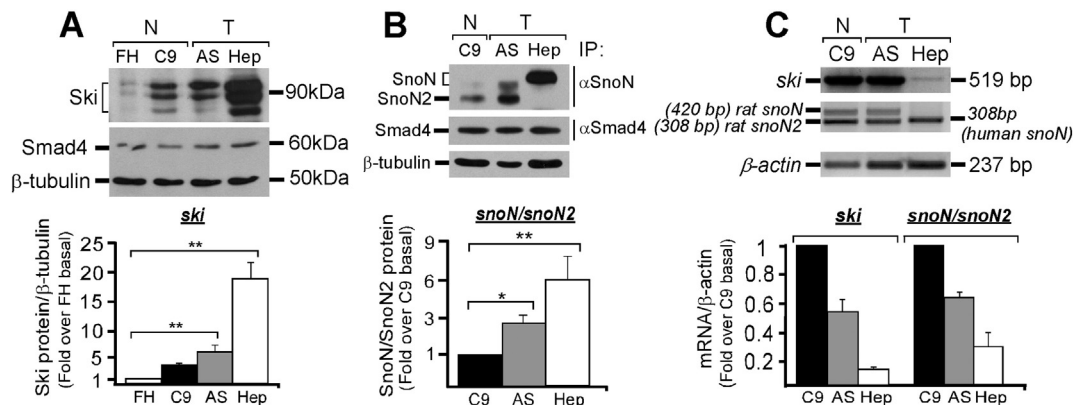 A
N T
FH C9 AS Hep
Ski
90kDa
Smad4
60kDa
β-tubulin
50kDa
ski
Ski protein/β-tubulin
(Fold over FH basal)
25
20
15
10
5
1
**
**
FH C9 AS Hep
B
N T
C9 AS Hep IP:
SnoN
αSnoN
SnoN2
Smad4
αSmad4
β-tubulin
snoN/snoN2
SnoN/SnoN2 protein
(Fold over C9 basal)
9
6
3
1
**
*
C9 AS Hep
C
N T
C9 AS Hep
ski
519 bp
(420 bp) rat snoN
308bp
(308 bp) rat snoN2
(human snoN)
β-actin
237 bp
ski snoN/snoN2
mRNA/β-actin
(Fold over C9 basal)
1
0.8
0.6
0.4
0.2
0
C9 AS Hep C9 AS Hep